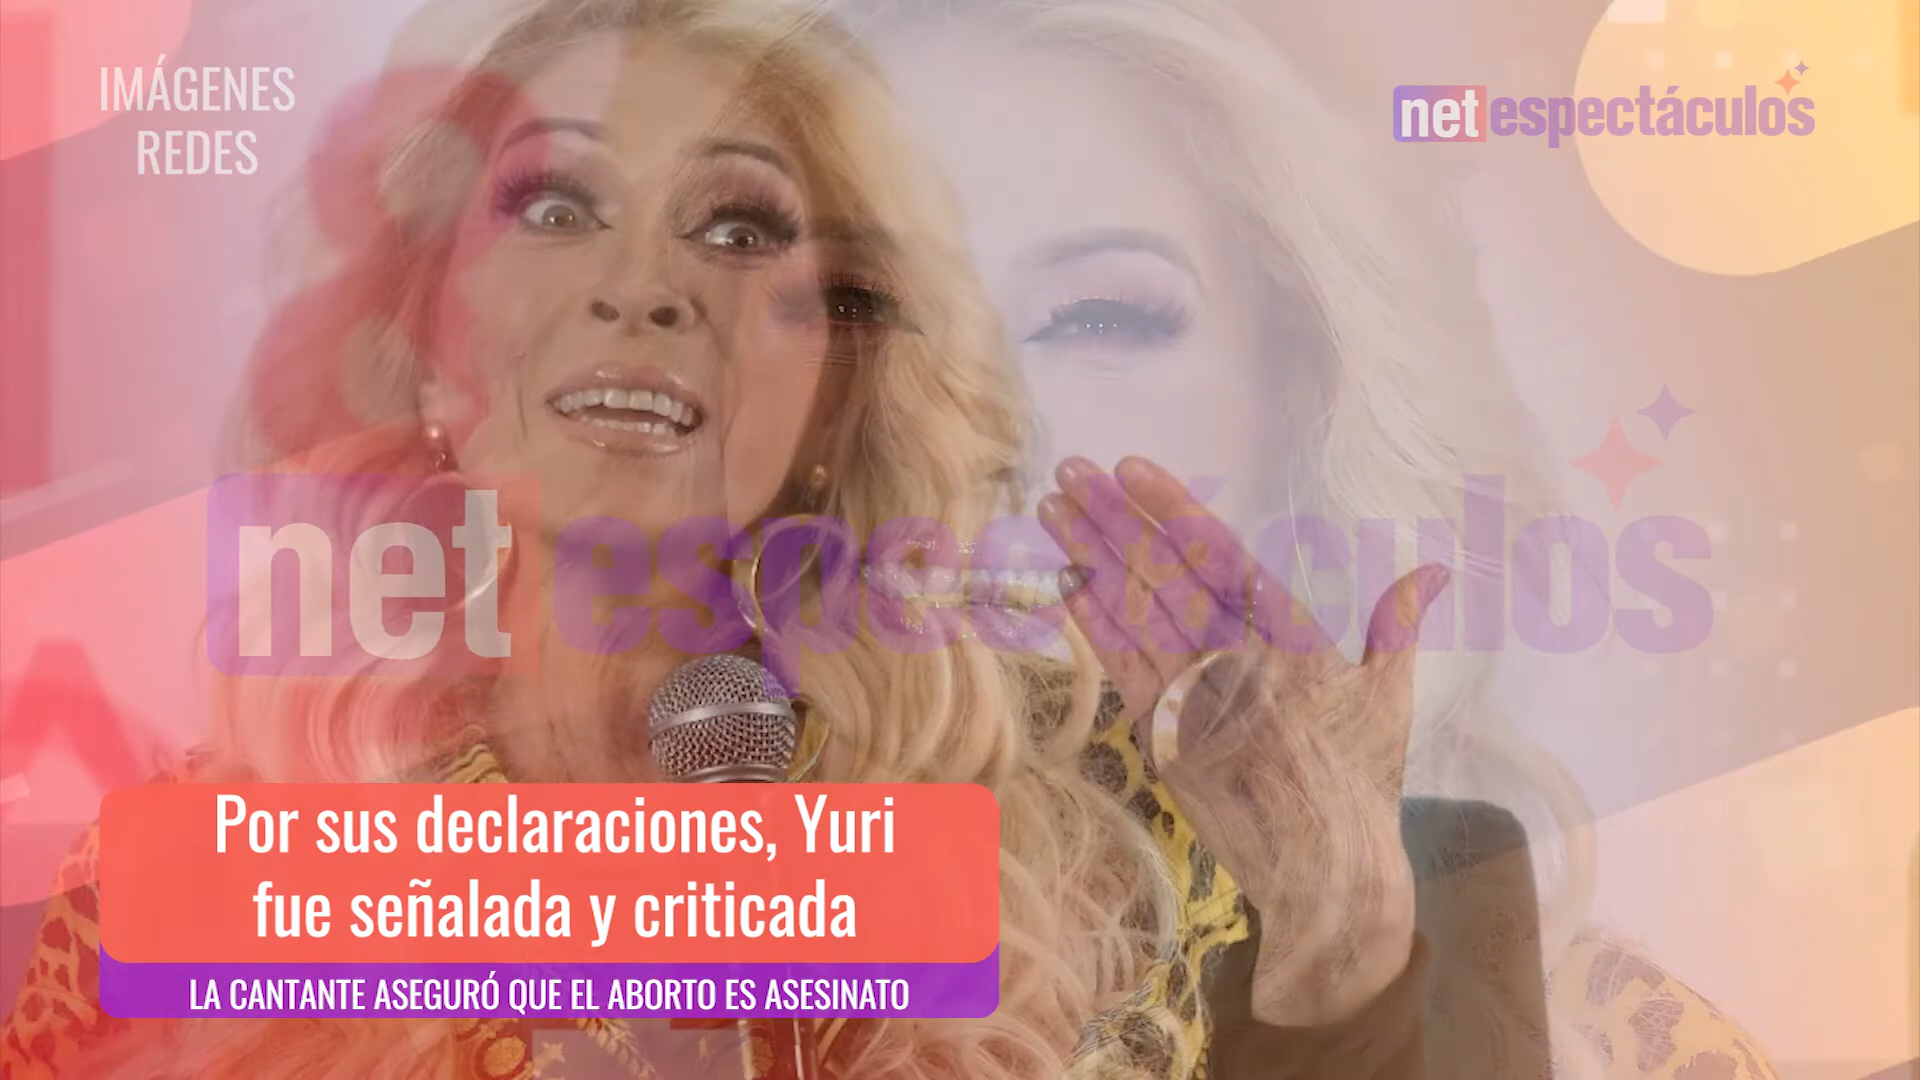 IMÁGENES
REDES
net espectáculos
net espectáculos
Por sus declaraciones, Yuri
fue señalada y criticada
LA CANTANTE ASEGURÓ QUE EL ABORTO ES ASESINATO